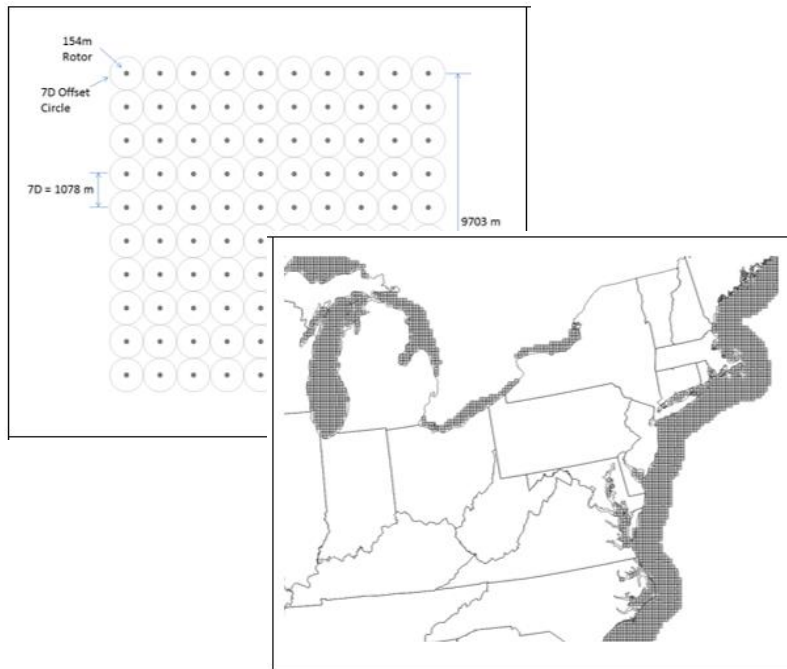 154m
Rotor
7D Offset
Circle
7D = 1078 m
9703 m